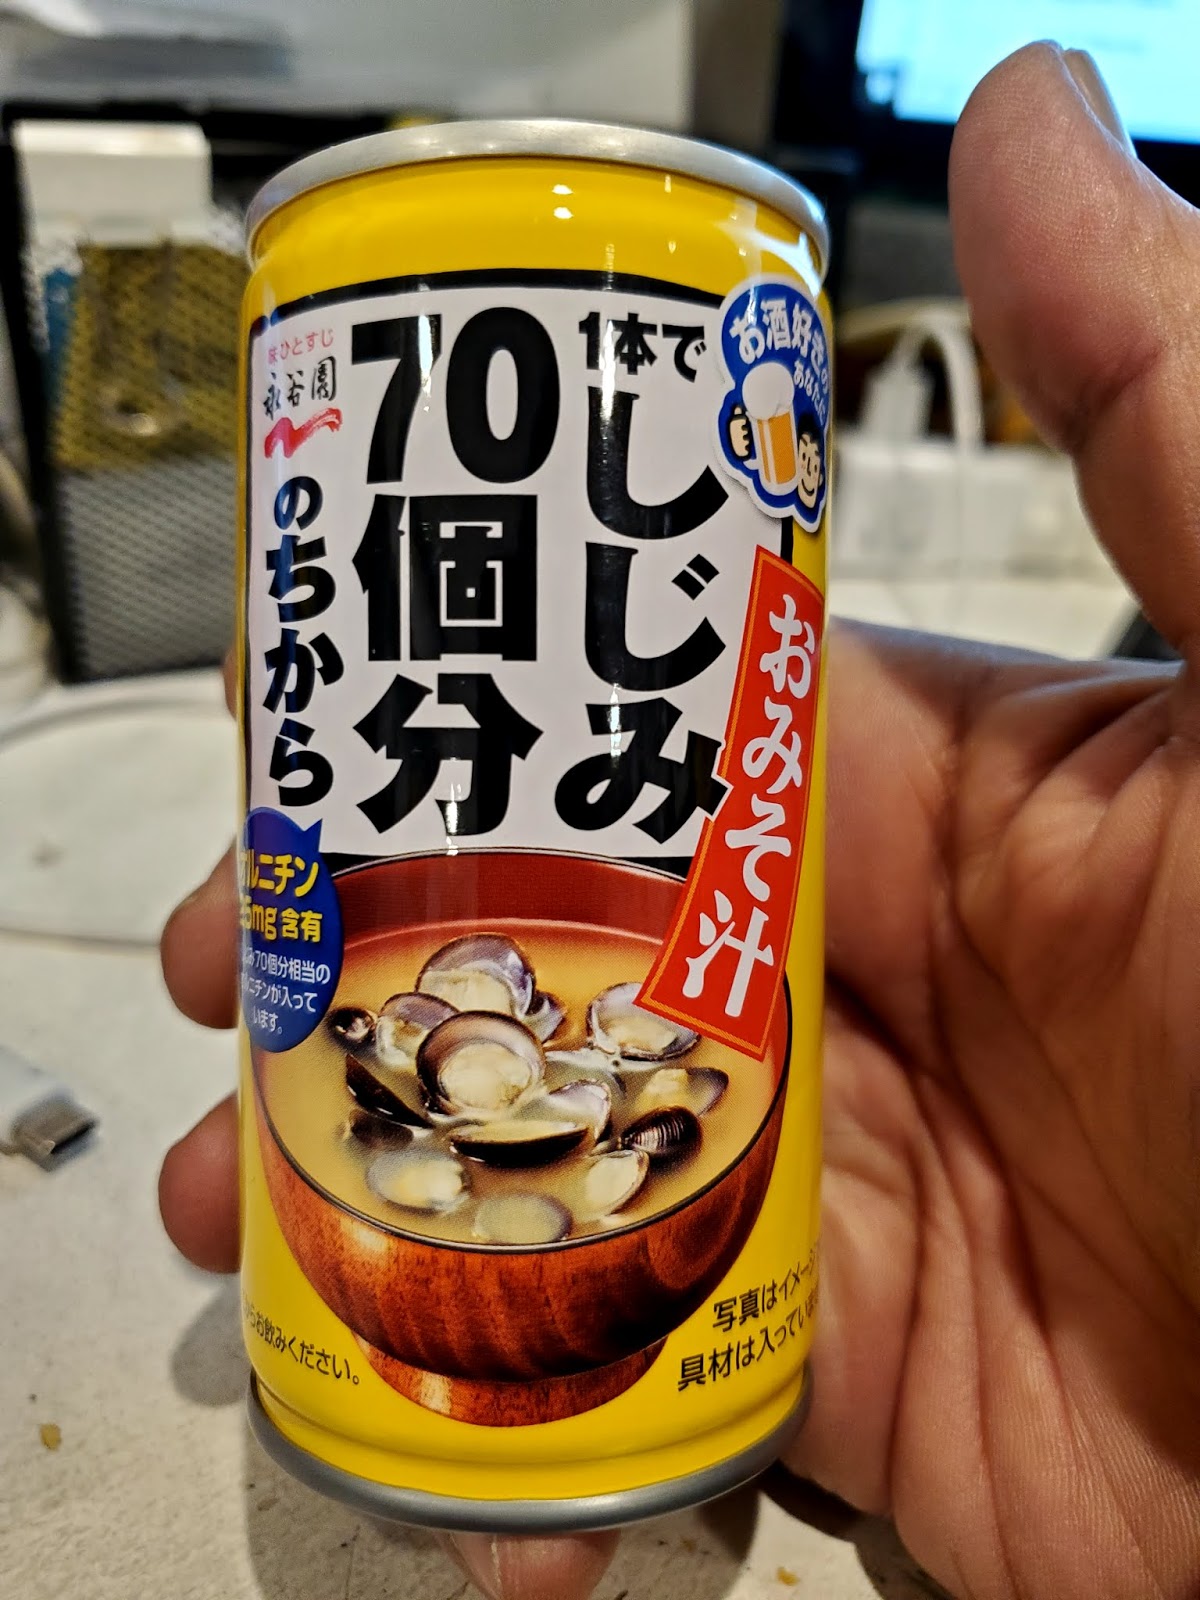 味ひとすじ
永谷園
1本で
しじみ
70個分
のちから
お酒好きの
あなたに
おみそ汁
オルニチン
mg 含有
70個分相当の
ルニチンが入って
います。
お飲みください。
写真はイメージ
具材は入ってい